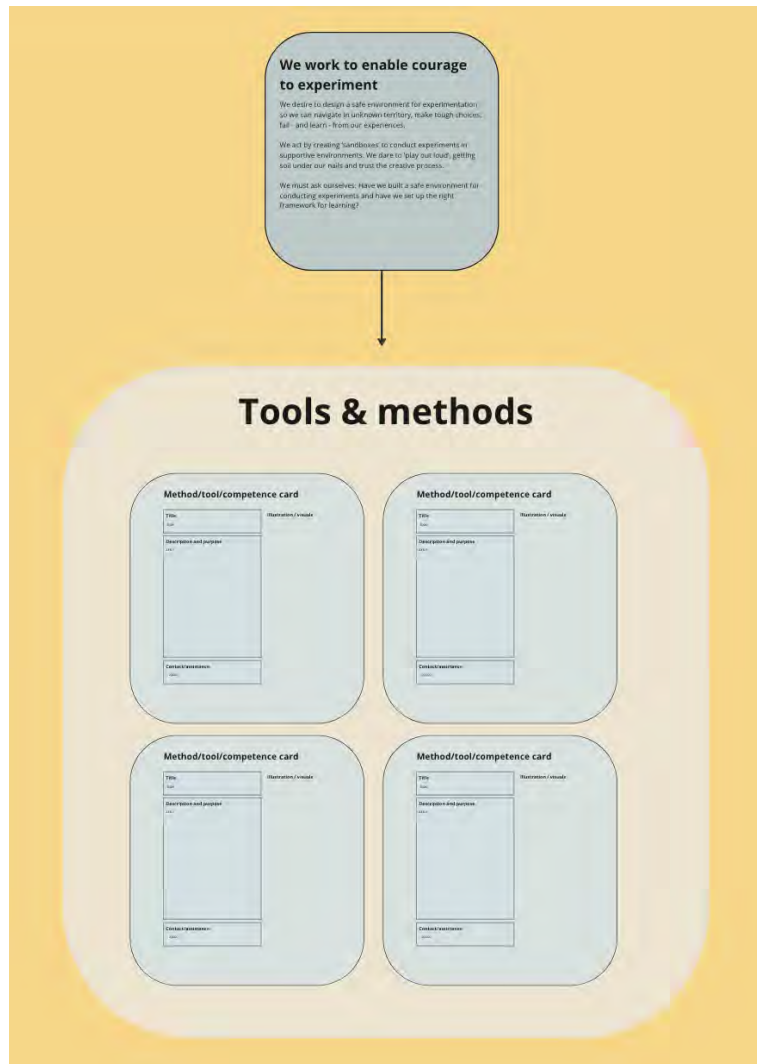 We work to enable courage
to experiment
We desire to design a safe environment for experimentation
so we can navigate in unknown territory, make tough choices,
fail - and learn - from our experiences.
We act by creating 'sandboxes' to conduct experiments in
supportive environments. We dare to 'play out loud', getting
soil under our nails and trust the creative process.
We must ask ourselves: Have we built a safe environment for
conducting experiments and have we set up the right
framework for learning?
Tools & methods
Method/tool/competence card
Title
Illustration / visuals
Description and purpose
Contact/assistance:
Method/tool/competence card
Title
Illustration / visuals
Description and purpose
Contact/assistance:
Method/tool/competence card
Title
Illustration / visuals
Description and purpose
Contact/assistance:
Method/tool/competence card
Title
Illustration / visuals
Description and purpose
Contact/assistance: